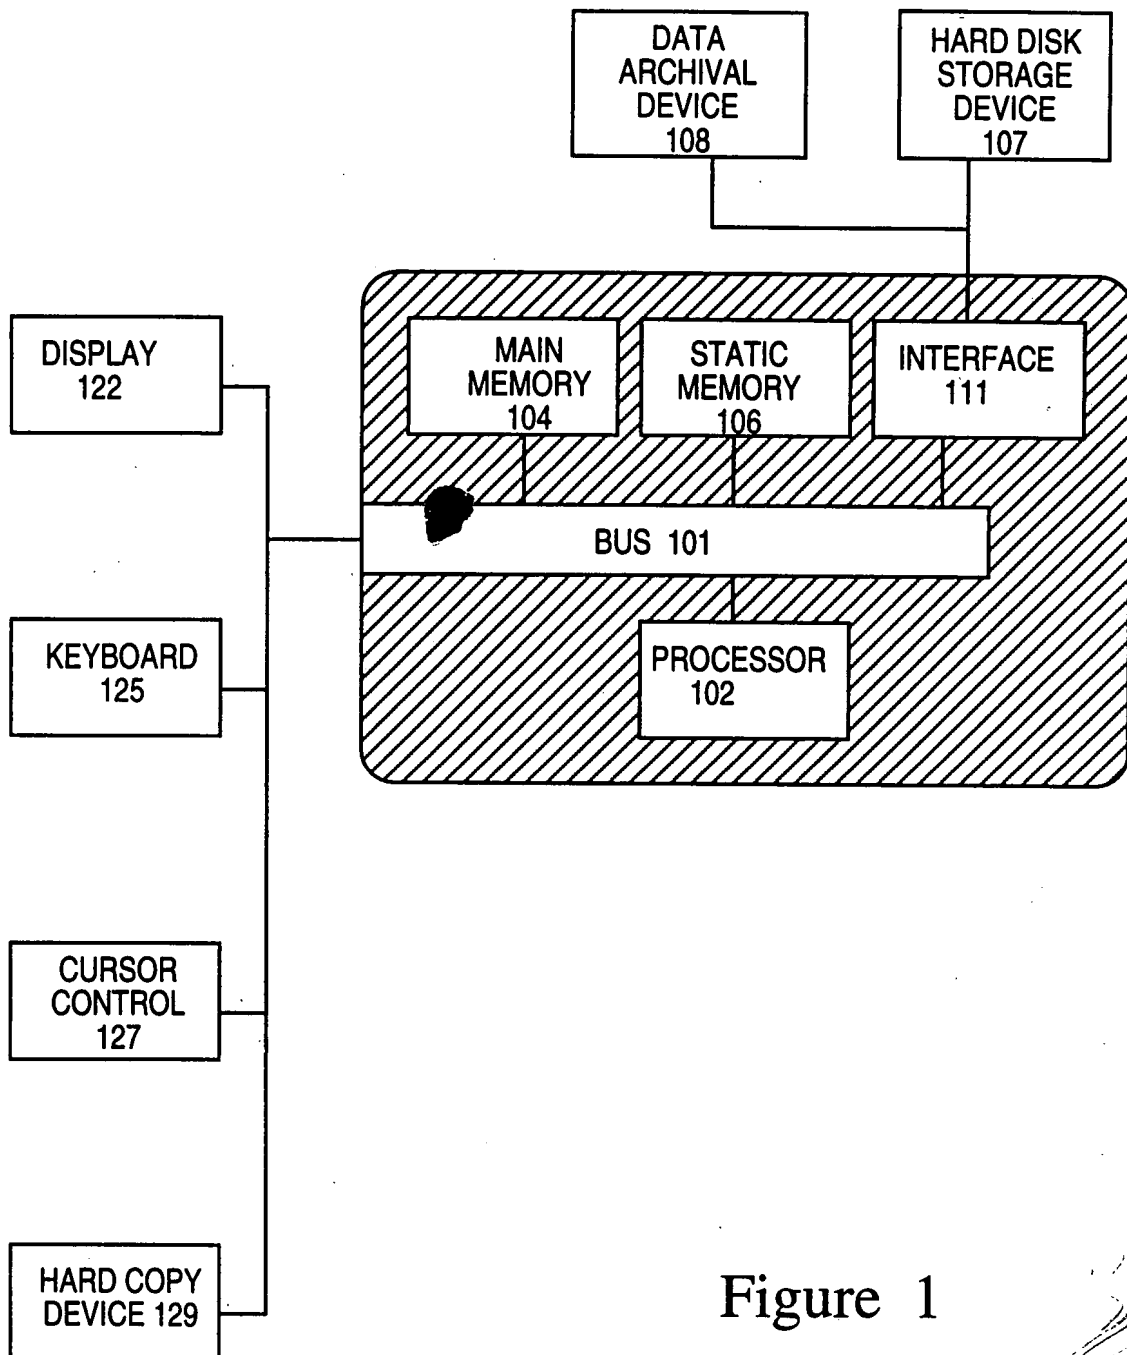 DATA
ARCHIVAL
DEVICE
108
HARD DISK
STORAGE
DEVICE
107
DISPLAY
122
MAIN
MEMORY
104
STATIC
MEMORY
106
INTERFACE
111
BUS 101
KEYBOARD
125
PROCESSOR
102
CURSOR
CONTROL
127
HARD COPY
DEVICE 129
Figure 1